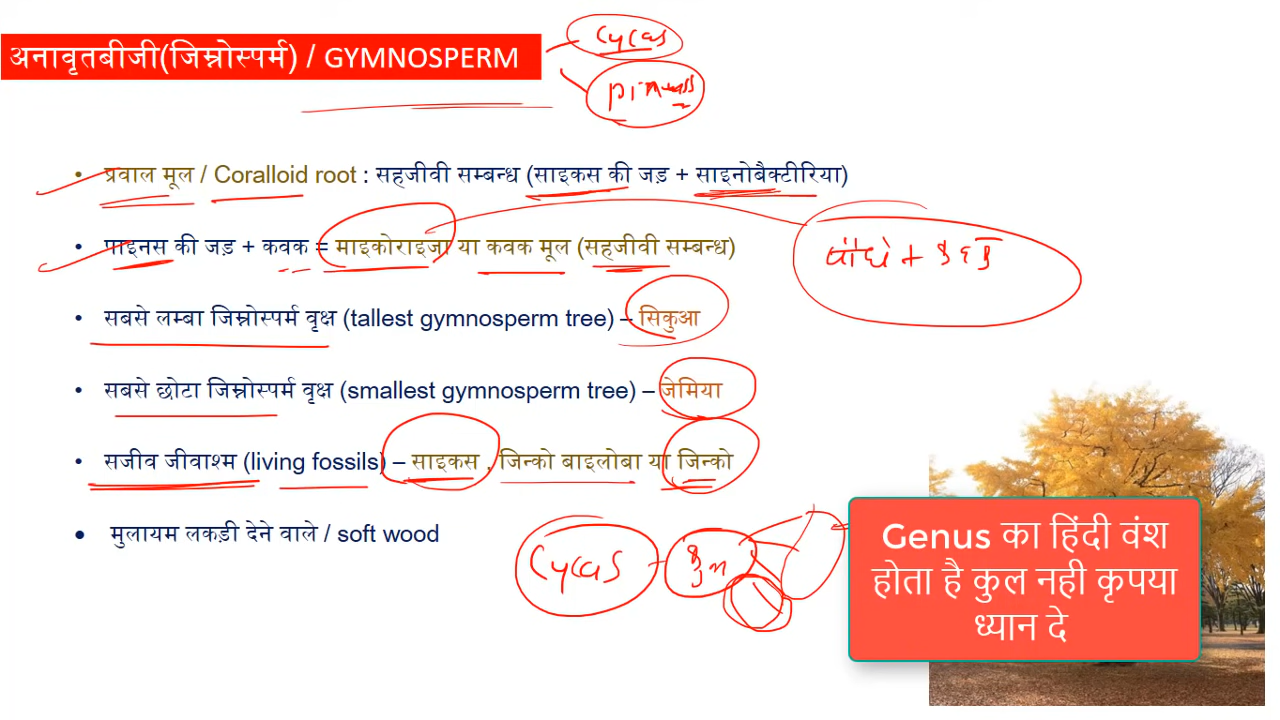 अनावृतबीजी(जिम्नोस्पर्म) / GYMNOSPERM
Cycas
• प्रवाल मूल / Coralloid root : सहजीवी सम्बन्ध (साइकस की जड़ + साइनोबैक्टीरिया)
• पाइनस की जड़ + कवक = माइकोराइजा या कवक मूल (सहजीवी सम्बन्ध)
पौधे + कवक
• सबसे लम्बा जिम्नोस्पर्म वृक्ष (tallest gymnosperm tree) – सिकुआ
• सबसे छोटा जिम्नोस्पर्म वृक्ष (smallest gymnosperm tree) – जेमिया
• सजीव जीवाश्म (living fossils) – साइकस , जिन्को बाइलोबा या जिन्को
• मुलायम लकड़ी देने वाले / soft wood
Cycas - कुल
Genus का हिंदी वंश
होता है कुल नही कृपया
ध्यान दे